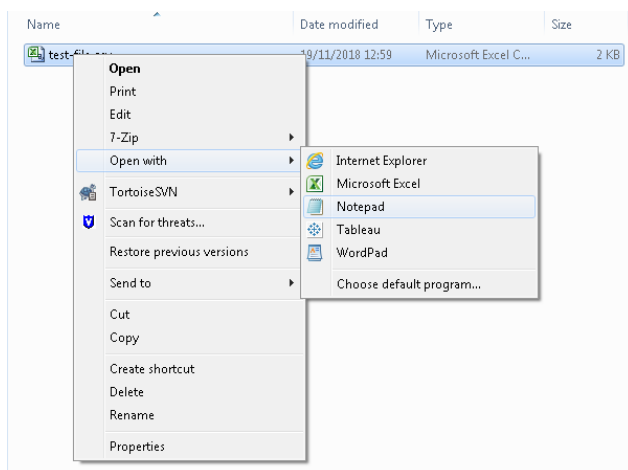 Name Date modified Type Size
test-file.csv 19/11/2018 12:59 Microsoft Excel C... 2 KB
Open
Print
Edit
7-Zip
Open with
Internet Explorer
Microsoft Excel
Notepad
Tableau
WordPad
Choose default program...
TortoiseSVN
Scan for threats...
Restore previous versions
Send to
Cut
Copy
Create shortcut
Delete
Rename
Properties